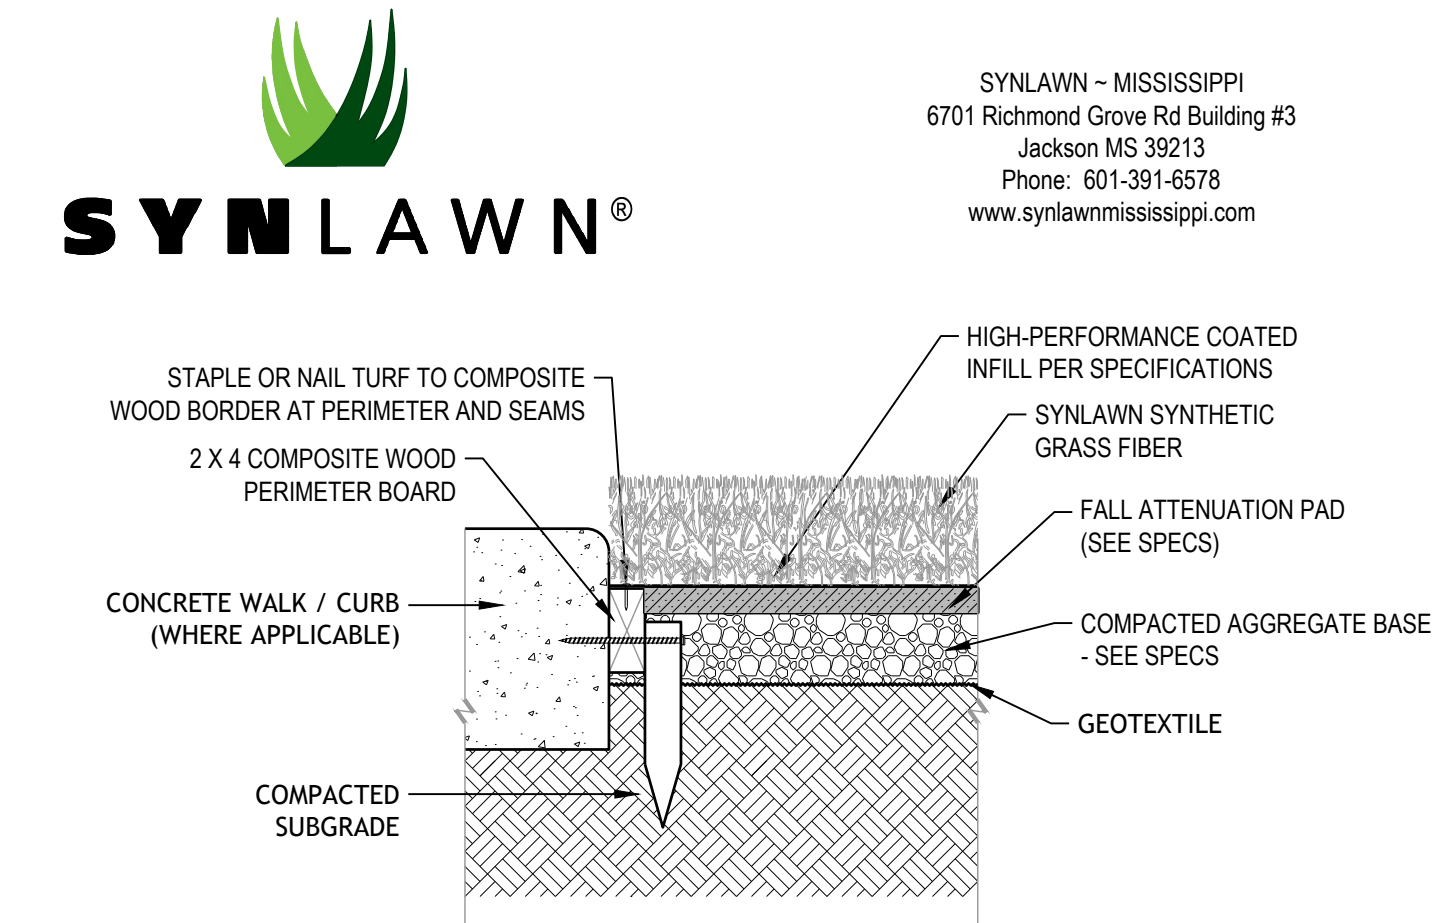 SYNLAWN®
SYNLAWN ~ MISSISSIPPI
6701 Richmond Grove Rd Building #3
Jackson MS 39213
Phone: 601-391-6578
www.synlawnmississippi.com
STAPLE OR NAIL TURF TO COMPOSITE
WOOD BORDER AT PERIMETER AND SEAMS
2 X 4 COMPOSITE WOOD
PERIMETER BOARD
CONCRETE WALK / CURB
(WHERE APPLICABLE)
COMPACTED
SUBGRADE
HIGH-PERFORMANCE COATED
INFILL PER SPECIFICATIONS
SYNLAWN SYNTHETIC
GRASS FIBER
FALL ATTENUATION PAD
(SEE SPECS)
COMPACTED AGGREGATE BASE
- SEE SPECS
GEOTEXTILE